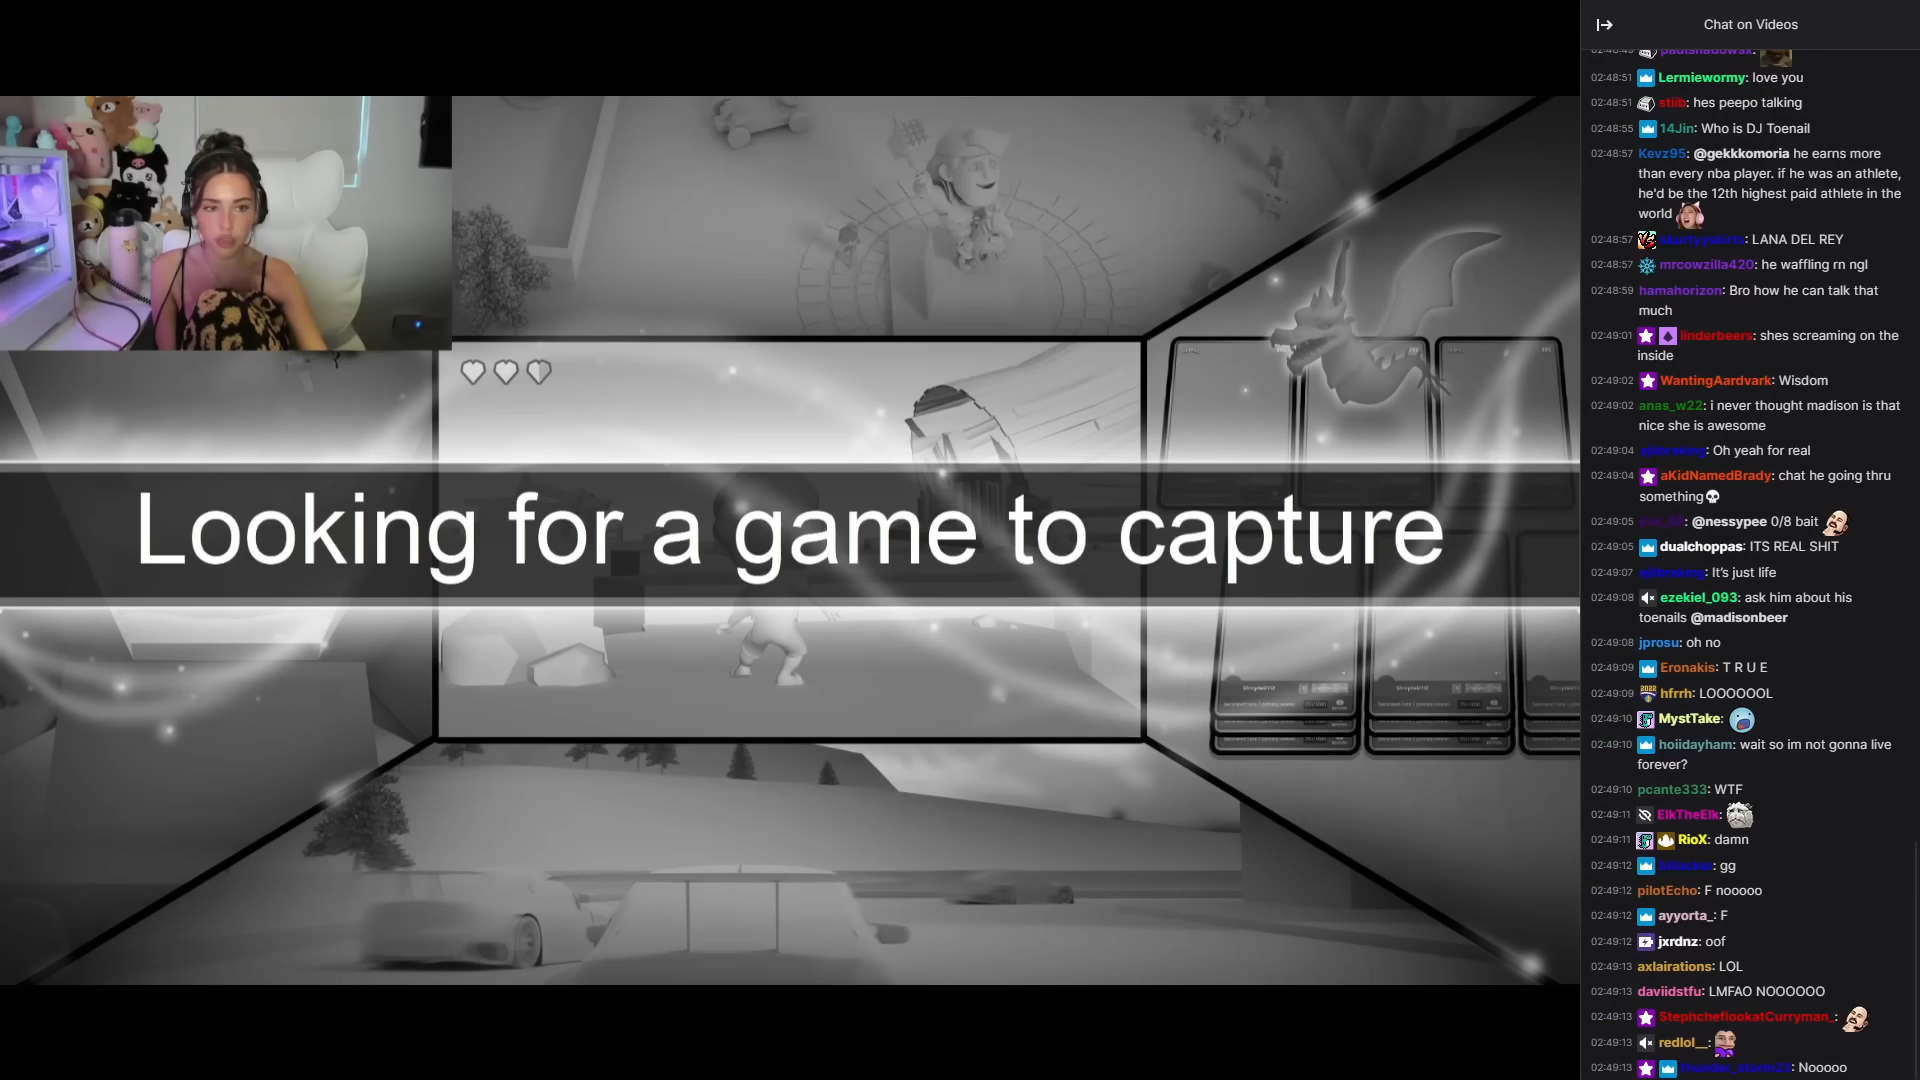 Chat on Videos
Looking for a game to capture
02:48:51 Lermiewormy: love you
02:48:51 stiib: hes peepo talking
02:48:55 14Jin: Who is DJ Toenail
02:48:57 Kevz95: @gekkkomoria he earns more
than every nba player. if he was an athlete,
he'd be the 12th highest paid athlete in the
world
02:48:57 : LANA DEL REY
02:48:57 mrcowzilla420: he waffling rn ngl
02:48:59 hamahorizon: Bro how he can talk that
much
02:49:01 linderbeers: shes screaming on the
inside
02:49:02 WantingAardvark: Wisdom
02:49:02 anas_w22: i never thought madison is that
nice she is awesome
02:49:04 : Oh yeah for real
02:49:04 aKidNamedBrady: chat he going thru
something
02:49:05 : @nessypee 0/8 bait
02:49:05 dualchoppas: ITS REAL SHIT
02:49:07 : It's just life
02:49:08 ezekiel_093: ask him about his
toenails @madisonbeer
02:49:08 jprosu: oh no
02:49:09 Eronakis: T R U E
02:49:09 hfrrh: LOOOOOOL
02:49:10 MystTake:
02:49:10 hoiidayham: wait so im not gonna live
forever?
02:49:10 pcante333: WTF
02:49:11 ElkTheElk:
02:49:11 RioX: damn
02:49:12 : gg
02:49:12 pilotEcho: F nooooo
02:49:12 ayyorta_: F
02:49:12 jxrdnz: oof
02:49:13 axlairations: LOL
02:49:13 daviidstfu: LMFAO NOOOOOO
02:49:13 StephcheflookatCurryman_:
02:49:13 redlol__:
02:49:13 : Nooooo